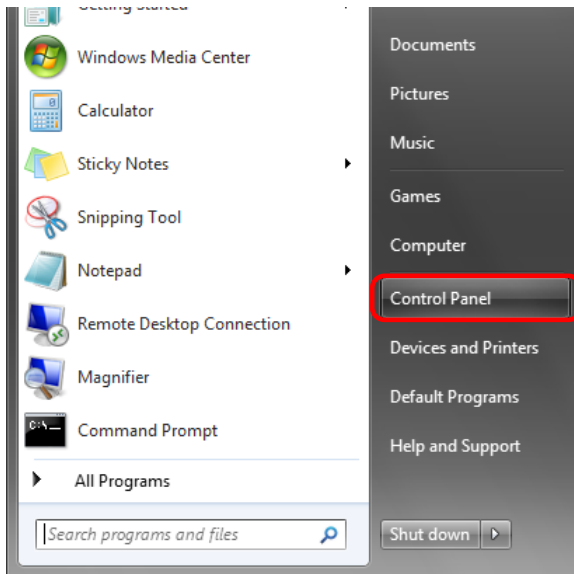 Getting Started
Windows Media Center
Calculator
Sticky Notes
Snipping Tool
Notepad
Remote Desktop Connection
Magnifier
C:\
Command Prompt
All Programs
Search programs and files
Documents
Pictures
Music
Games
Computer
Control Panel
Devices and Printers
Default Programs
Help and Support
Shut down